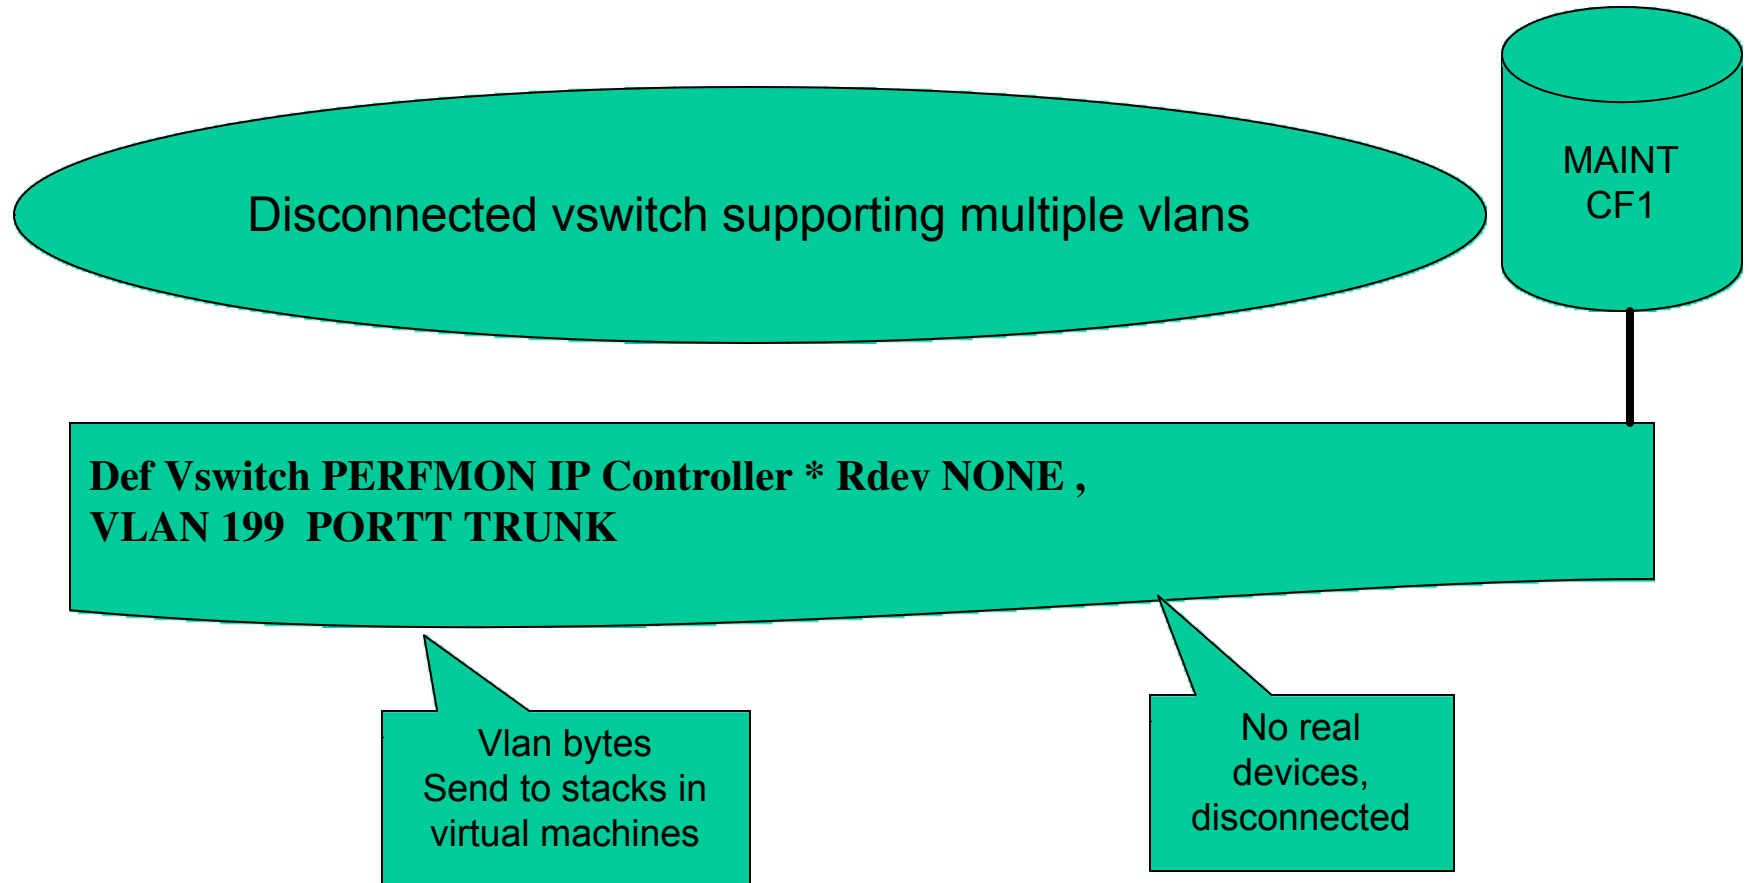 Disconnected vswitch supporting multiple vlans
MAINT
CF1
Def Vswitch PERFMON IP Controller * Rdev NONE ,
VLAN 199  PORTT TRUNK
Vlan bytes
Send to stacks in
virtual machines
No real
devices,
disconnected